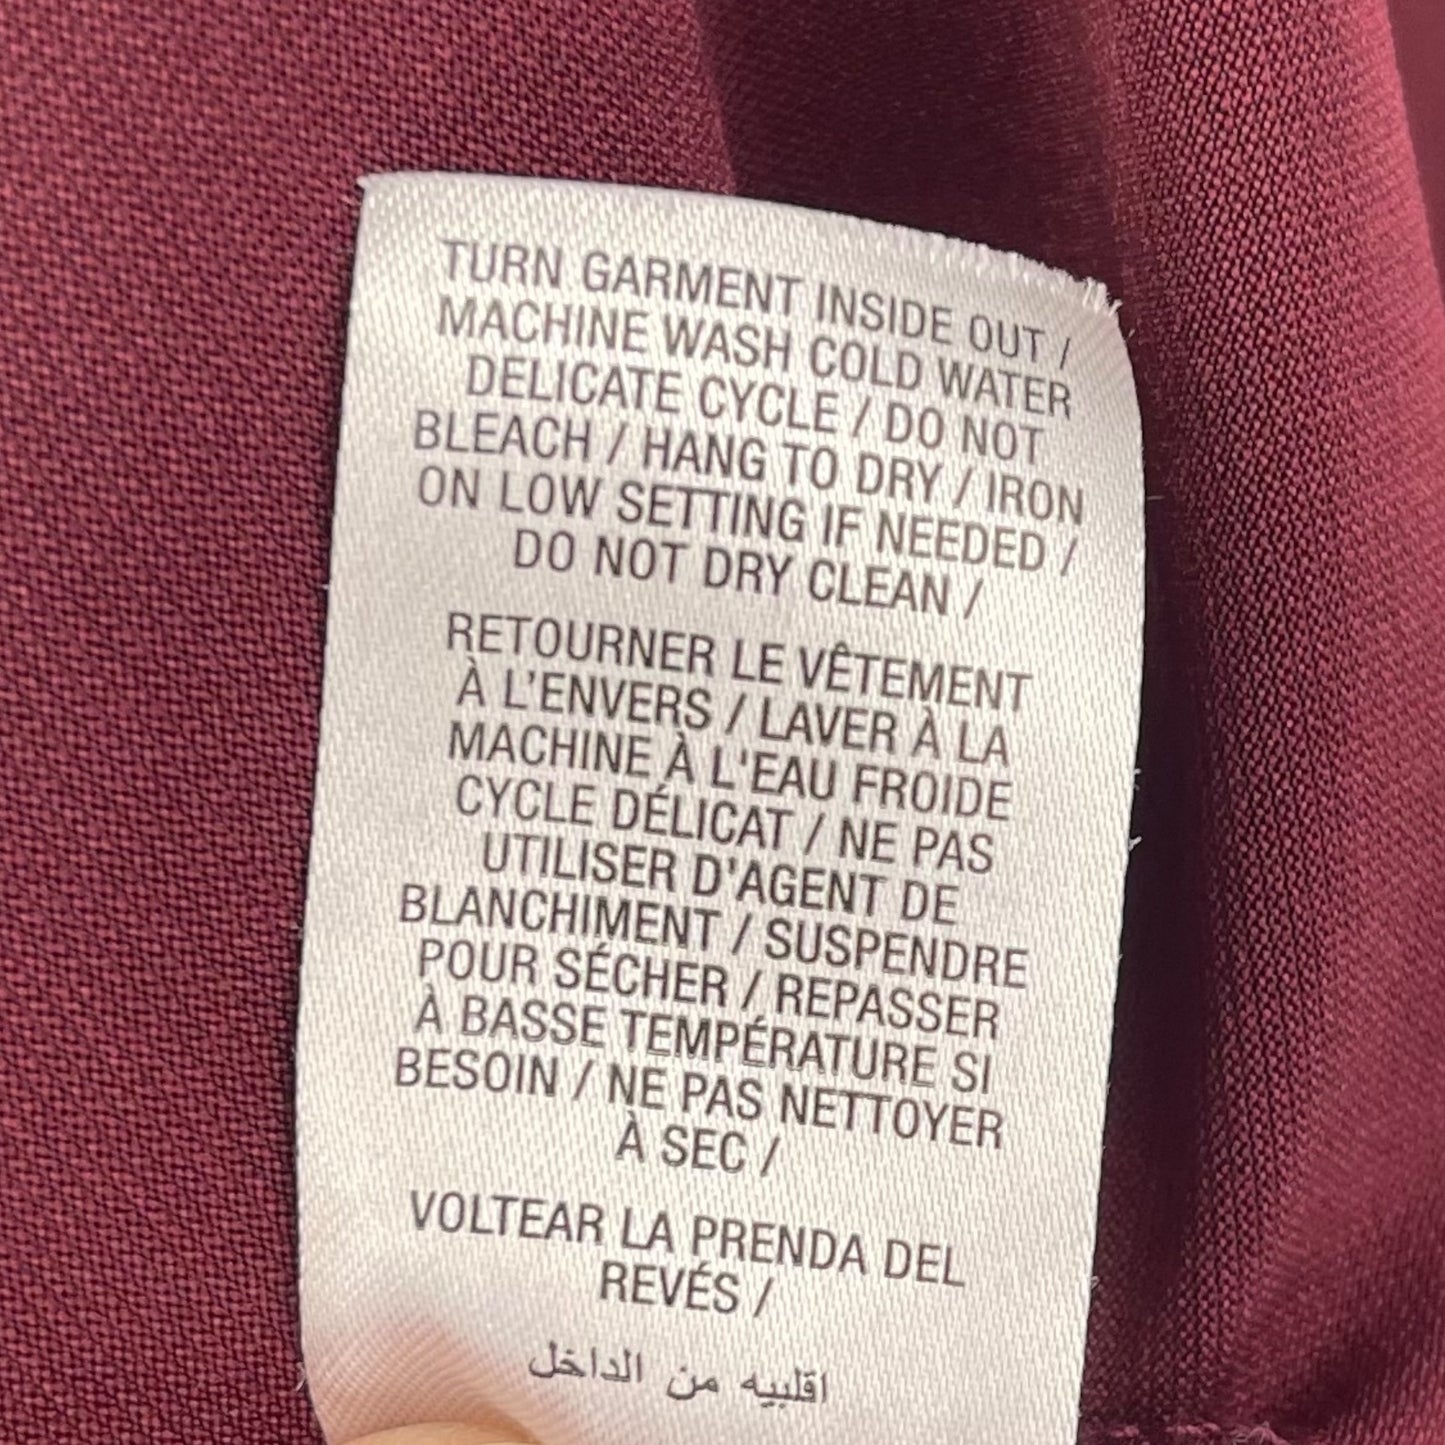 TURN GARMENT INSIDE OUT /
MACHINE WASH COLD WATER
DELICATE CYCLE / DO NOT
BLEACH / HANG TO DRY / IRON
ON LOW SETTING IF NEEDED /
DO NOT DRY CLEAN /
RETOURNER LE VÊTEMENT
À L’ENVERS / LAVER À LA
MACHINE À L'EAU FROIDE
CYCLE DÉLICAT / NE PAS
UTILISER D'AGENT DE
BLANCHIMENT / SUSPENDRE
POUR SÉCHER / REPASSER
À BASSE TEMPÉRATURE SI
BESOIN / NE PAS NETTOYER
À SEC /
VOLTEAR LA PRENDA DEL
REVÉS /
اقلبيه من الداخل